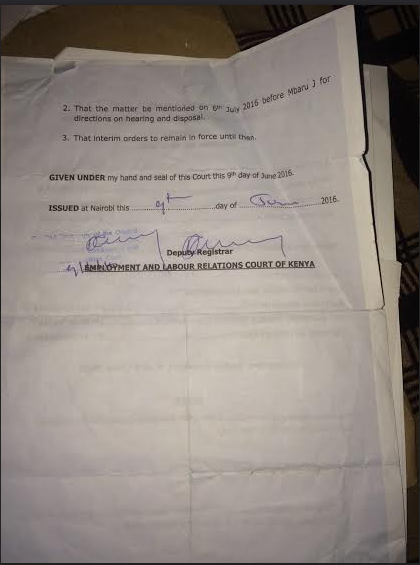 2. That the matter be mentioned on 6th July 2016 before Mbaru J for
directions on hearing and disposal.
3. That interim orders to remain in force until then.
GIVEN UNDER my hand and seal of this Court this 9th day of June 2016.
ISSUED at Nairobi this 9th day of June 2016.
Deputy Registrar
EMPLOYMENT AND LABOUR RELATIONS COURT OF KENYA